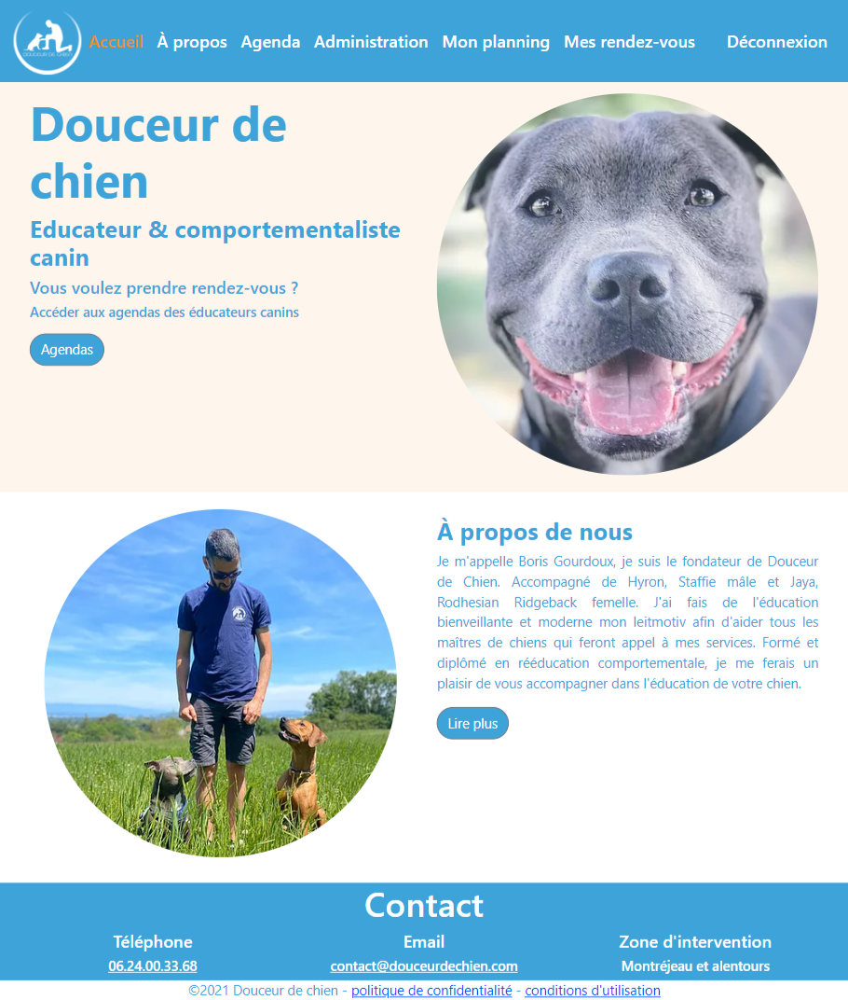 DOUCEUR DE CHIEN
Accueil À propos Agenda Administration Mon planning Mes rendez-vous Déconnexion
Douceur de
chien
Educateur & comportementaliste
canin
Vous voulez prendre rendez-vous ?
Accéder aux agendas des éducateurs canins
Agendas
À propos de nous
Je m'appelle Boris Gourdoux, je suis le fondateur de Douceur
de Chien. Accompagné de Hyron, Staffie mâle et Jaya,
Rodhesian Ridgeback femelle. J'ai fais de l'éducation
bienveillante et moderne mon leitmotiv afin d'aider tous les
maîtres de chiens qui feront appel à mes services. Formé et
diplômé en rééducation comportementale, je me ferais un
plaisir de vous accompagner dans l'éducation de votre chien.
Lire plus
Contact
Téléphone Email Zone d'intervention
06.24.00.33.68 contact@douceurdechien.com Montréjeau et alentours
©2021 Douceur de chien - politique de confidentialité - conditions d'utilisation